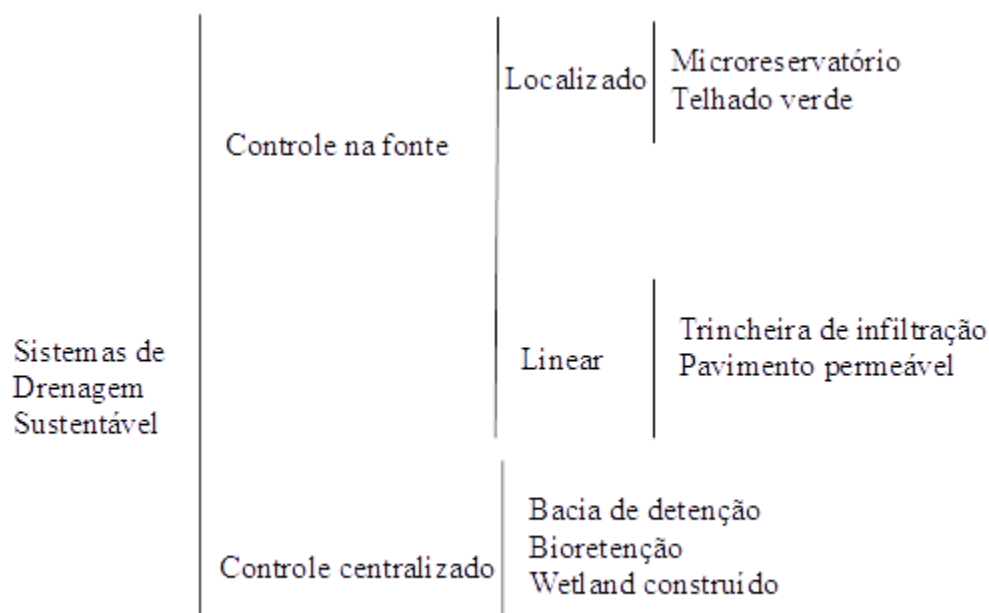 Sistemas de
Drenagem
Sustentável
Controle na fonte
Localizado
Microreservatório
Telhado verde
Linear
Trincheira de infiltração
Pavimento permeável
Controle centralizado
Bacia de detenção
Bioretenção
Wetland construído